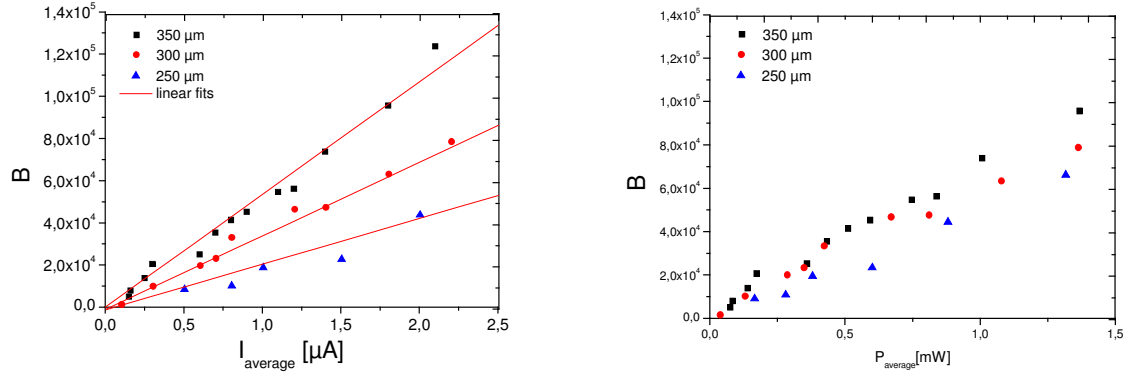 1,4x10⁵
1,2x10⁵
1,0x10⁵
8,0x10⁴
6,0x10⁴
4,0x10⁴
2,0x10⁴
0,0
B
350 µm
300 µm
250 µm
linear fits
0,0 0,5 1,0 1,5 2,0 2,5
I average [µA]
1,4x10⁵
1,2x10⁵
1,0x10⁵
8,0x10⁴
6,0x10⁴
4,0x10⁴
2,0x10⁴
0,0
B
350 µm
300 µm
250 µm
0,0 0,5 1,0 1,5
P average[mW]